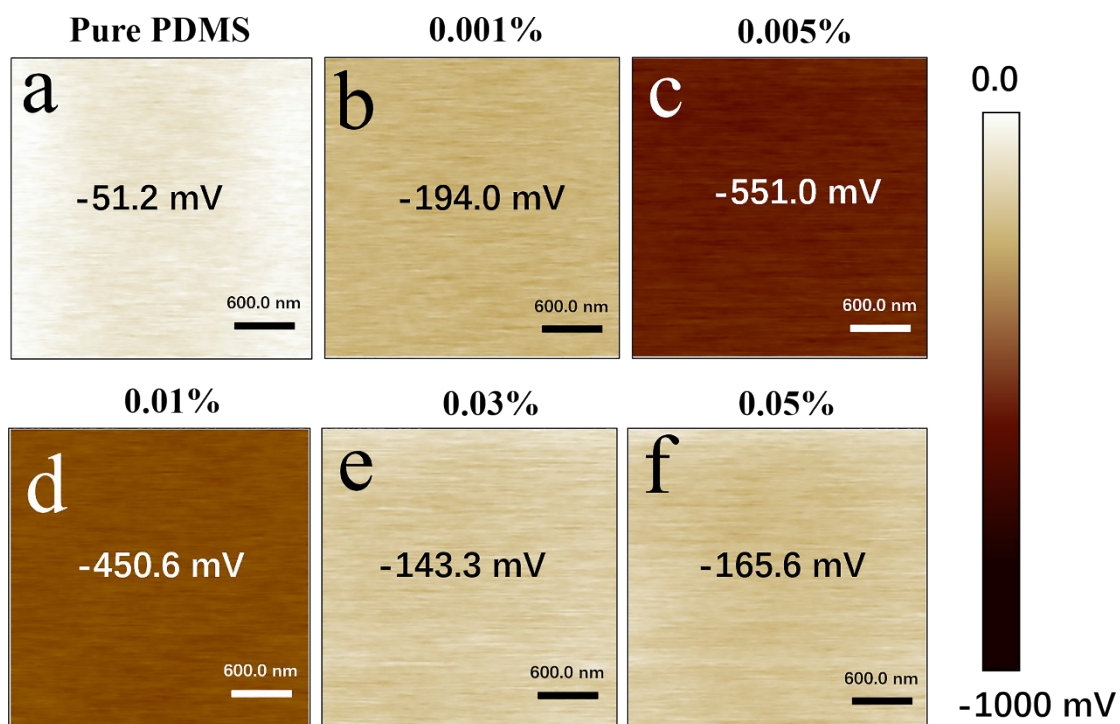 Pure PDMS
0.001%
0.005%
a
-51.2 mV
600.0 nm
b
-194.0 mV
600.0 nm
c
-551.0 mV
600.0 nm
0.0
0.01%
0.03%
0.05%
d
-450.6 mV
600.0 nm
e
-143.3 mV
600.0 nm
f
-165.6 mV
600.0 nm
-1000 mV